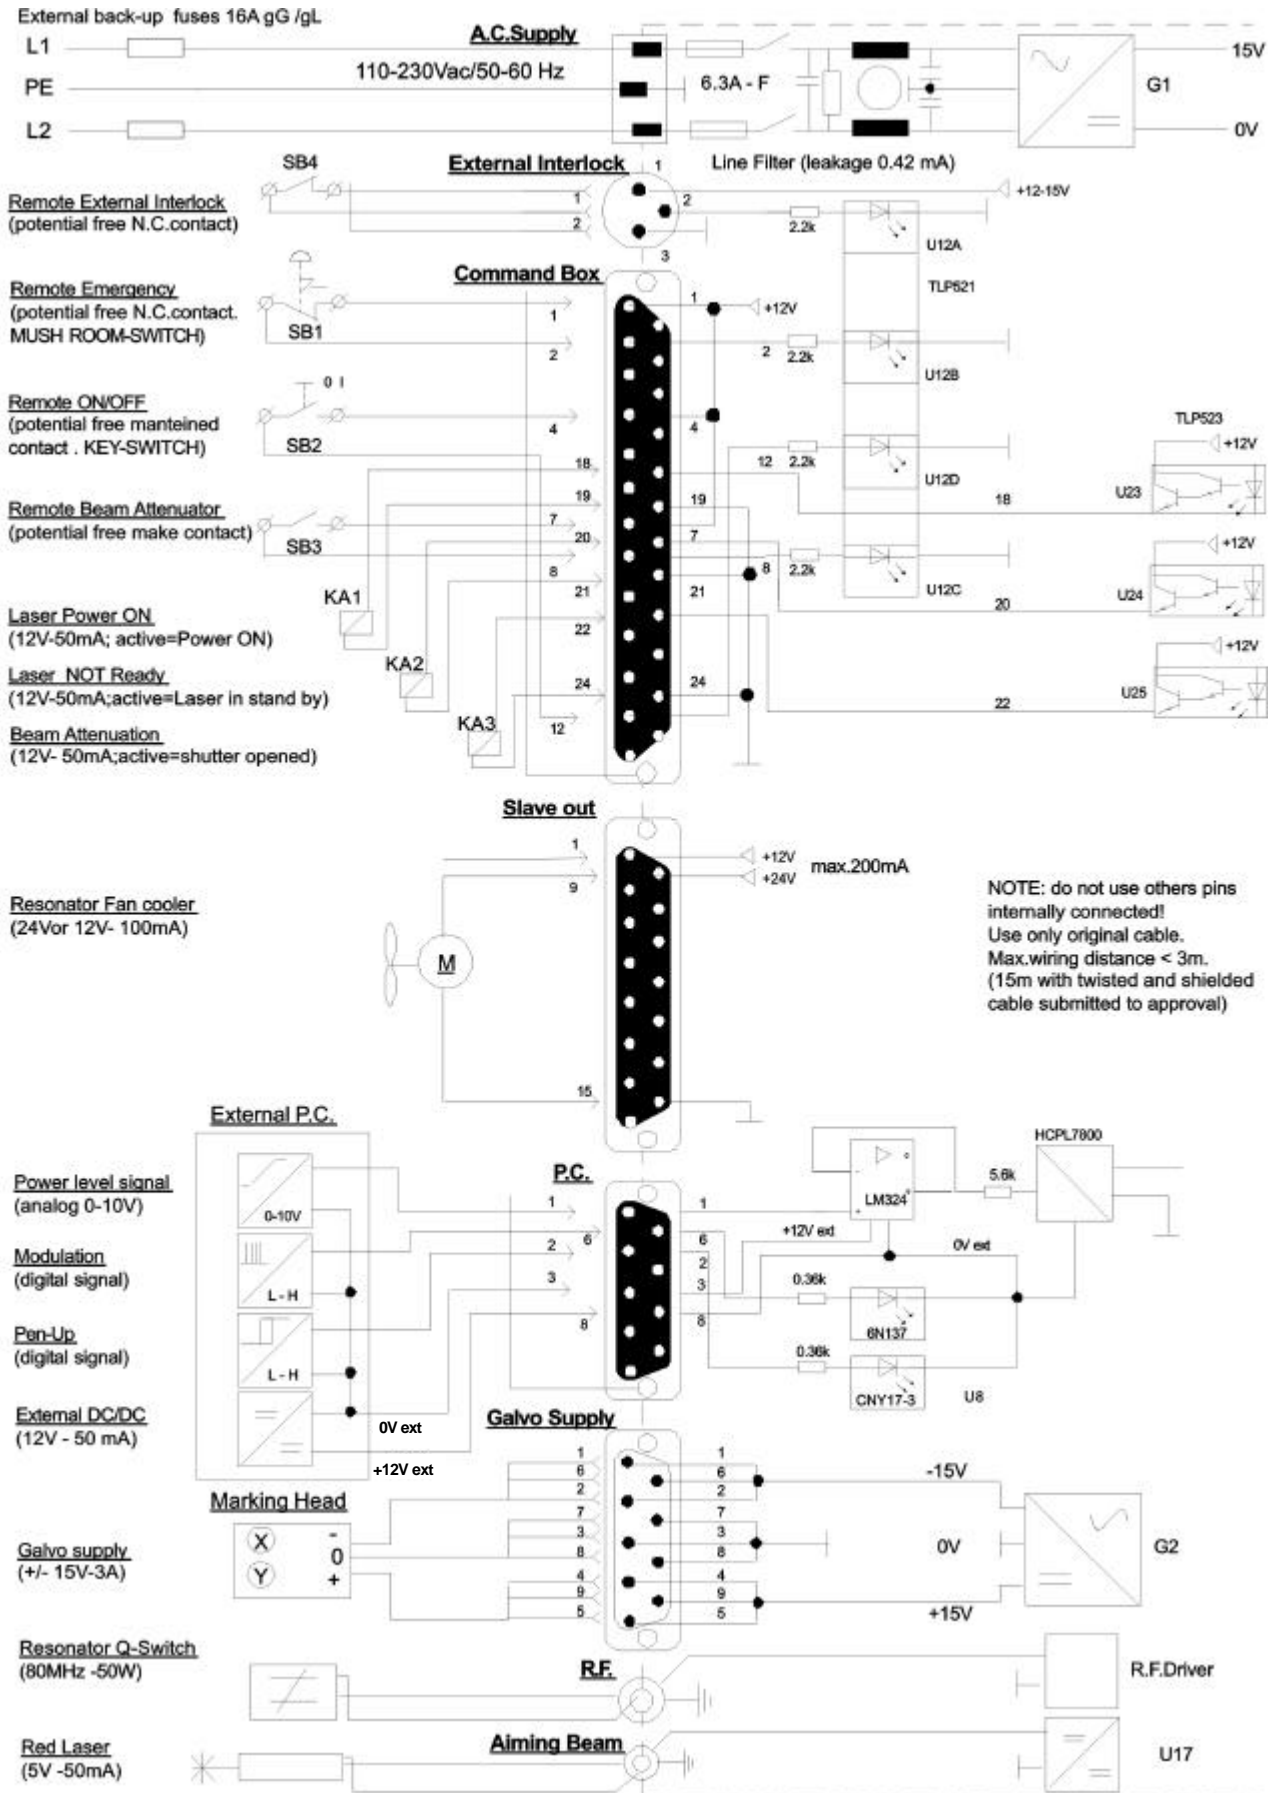 External back-up  fuses 16A gG /gL
L1
A.C.Supply
15V
110-230Vac/50-60 Hz
PE
6.3A - F
G1
L2
0V
SB4
External Interlock
1
Line Filter (leakage 0.42 mA)
+12-15V
Remote External Interlock
(potential free N.C.contact)
1
2
2
3
2.2k
U12A
Command Box
TLP521
Remote Emergency
(potential free N.C.contact.
MUSH ROOM-SWITCH)
SB1
1
2
1
+12V
2
2.2k
U12B
0 I
Remote ON/OFF
(potential free manteined
contact . KEY-SWITCH)
SB2
4
4
TLP523
+12V
18
12
2.2k
U12D
U23
19
19
18
Remote Beam Attenuator
(potential free make contact)
SB3
7
20
7
+12V
8
8
2.2k
U12C
U24
21
21
20
KA1
Laser Power ON
(12V-50mA; active=Power ON)
22
+12V
KA2
Laser  NOT Ready
(12V-50mA;active=Laser in stand by)
24
24
U25
22
KA3
12
Beam Attenuation
(12V- 50mA;active=shutter opened)
Slave out
1
9
+12V
+24V
max.200mA
Resonator Fan cooler
(24Vor 12V- 100mA)
M
NOTE: do not use others pins
internally connected!
Use only original cable.
Max.wiring distance < 3m.
(15m with twisted and shielded
cable submitted to approval)
15
External P.C.
HCPL7800
P.C.
Power level signal
(analog 0-10V)
0-10V
1
1
-
+
LM324
5.6k
6
6
+12V ext
0V ext
Modulation
(digital signal)
L - H
2
2
3
3
0.36k
8
8
6N137
Pen-Up
(digital signal)
L - H
0.36k
CNY17-3
U8
External DC/DC
(12V - 50 mA)
0V ext
+12V ext
Galvo Supply
1
6
2
7
3
8
4
9
5
1
6
2
7
3
8
4
9
5
-15V
0V
+15V
G2
Marking Head
X
Y
-
0
+
Galvo supply
(+/- 15V-3A)
Resonator Q-Switch
(80MHz -50W)
R.F.
R.F.Driver
Red Laser
(5V -50mA)
Aiming Beam
U17